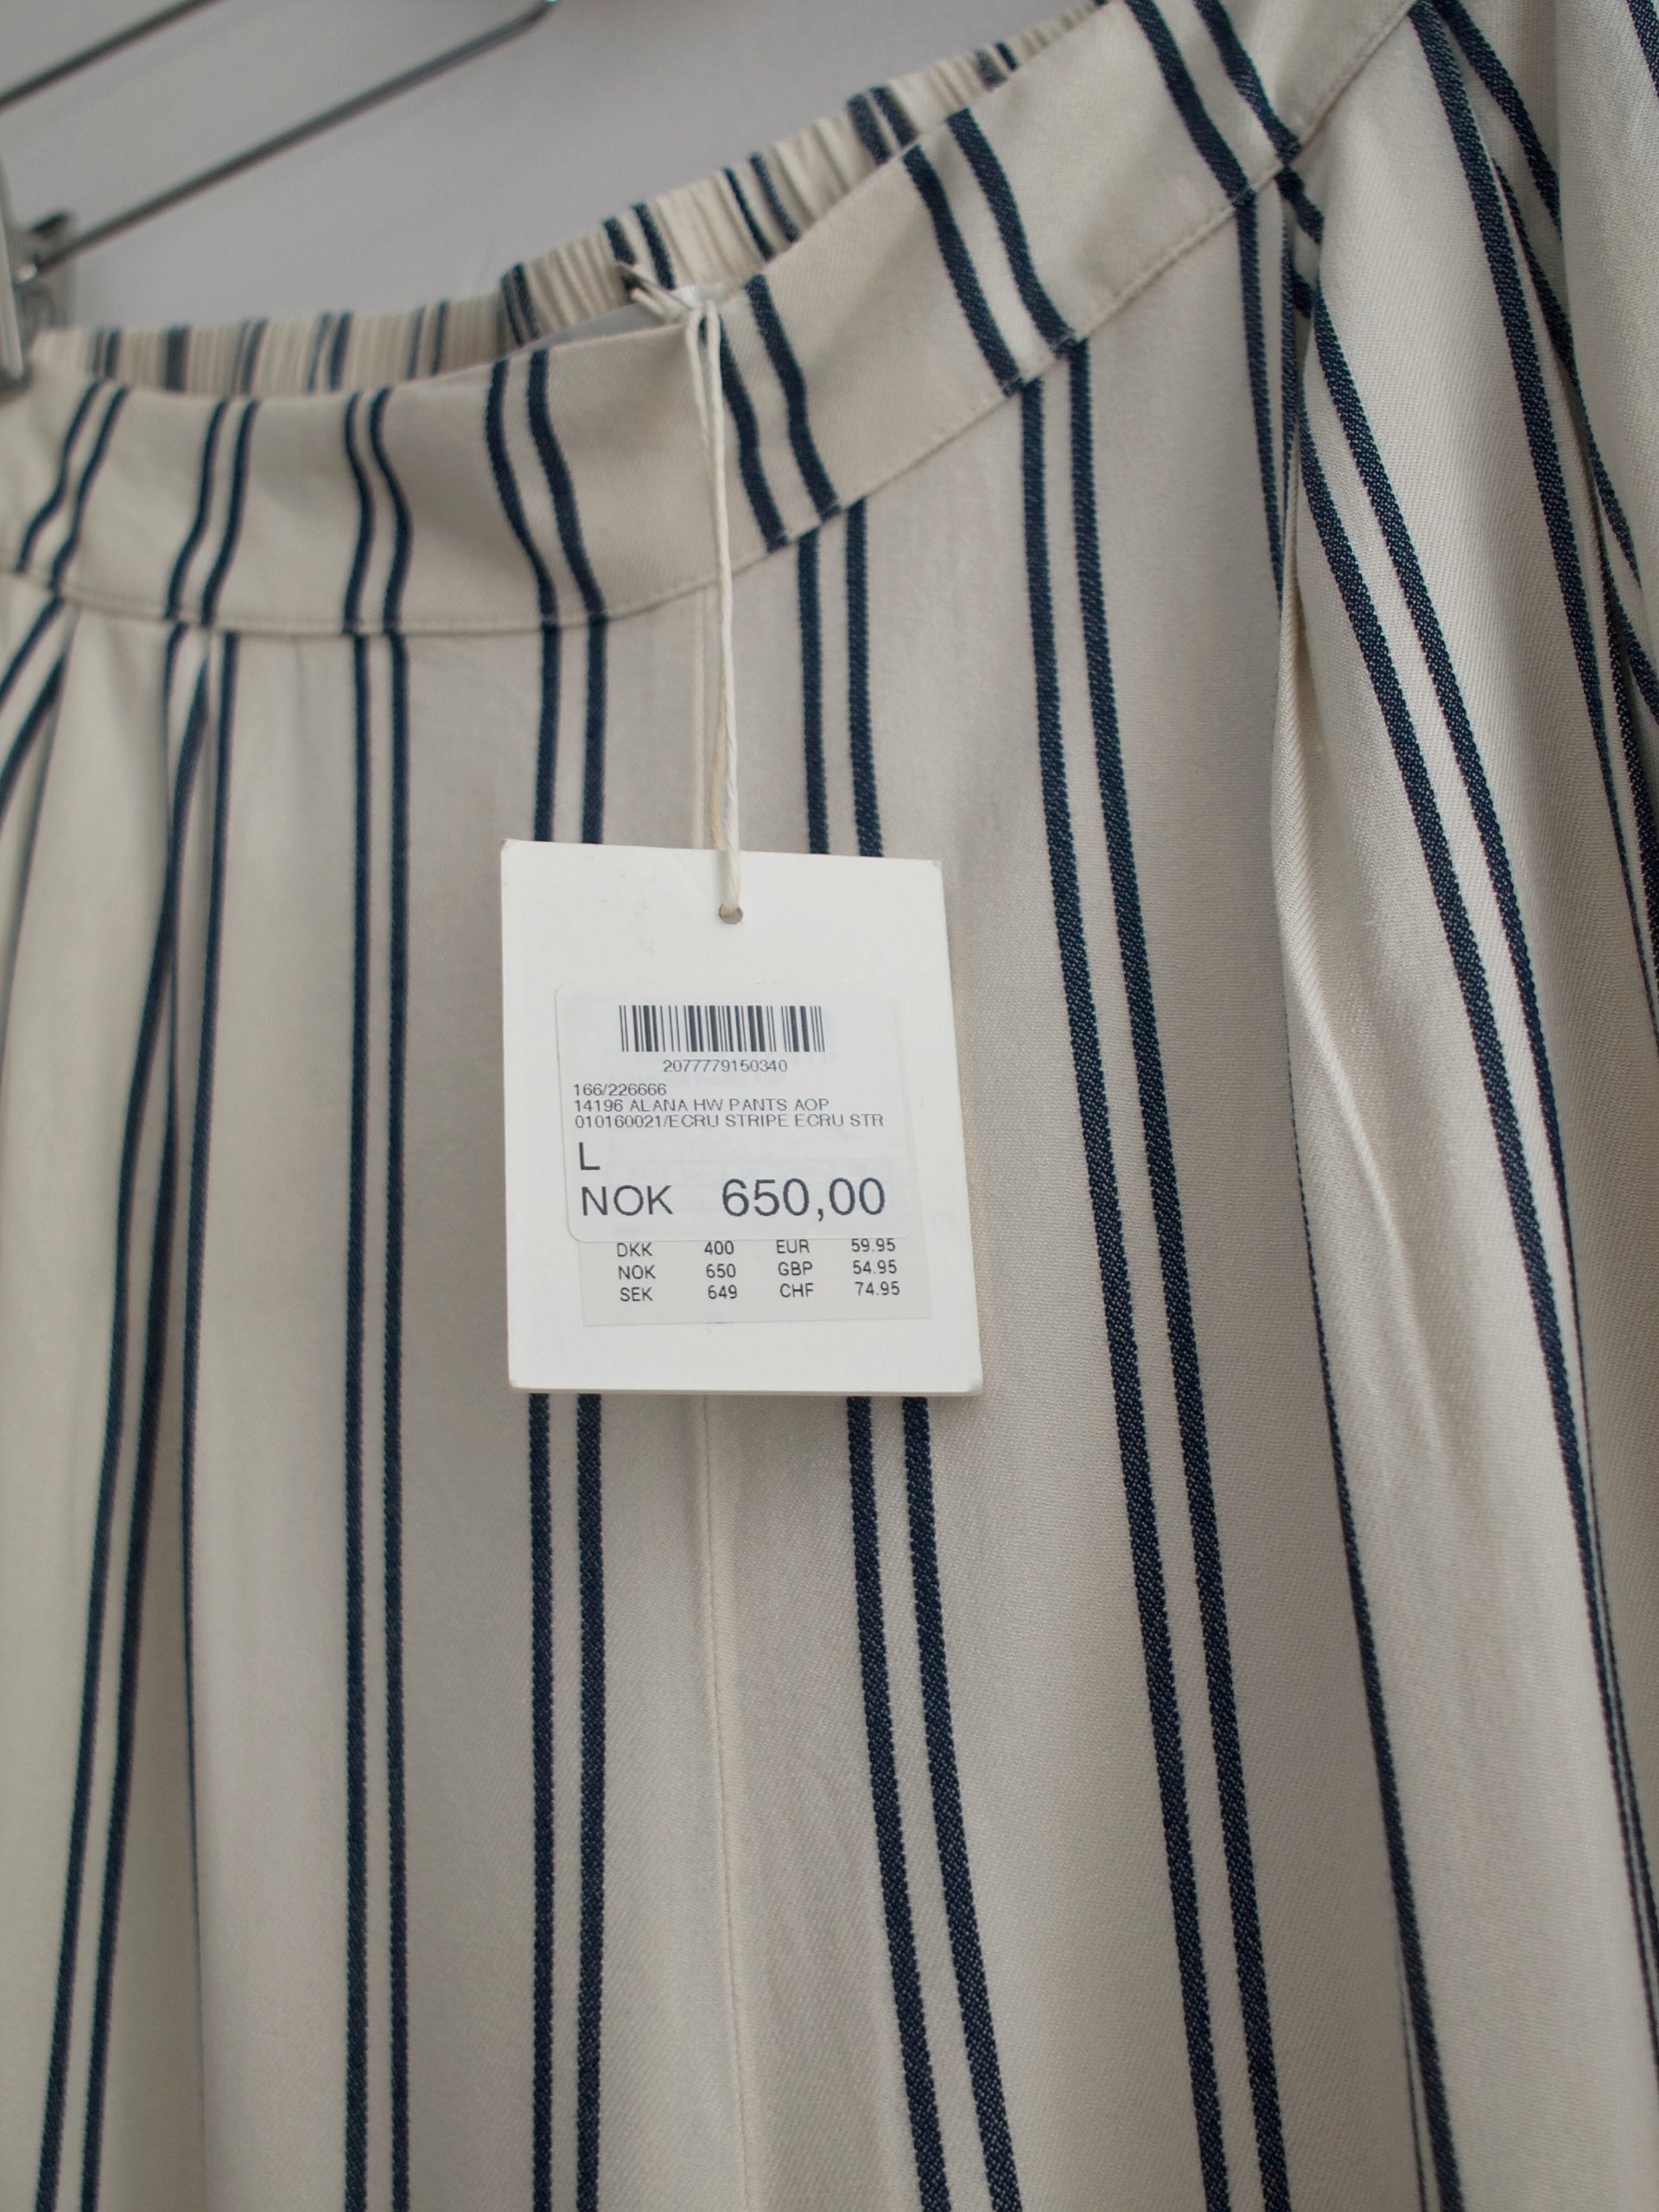 2077779150340
166/226666
14196 ALANA HW PANTS AOP
010160021/ECRU STRIPE ECRU STR
L
NOK 650,00
DKK 400 EUR 59.95
NOK 650 GBP 54.95
SEK 649 CHF 74.95